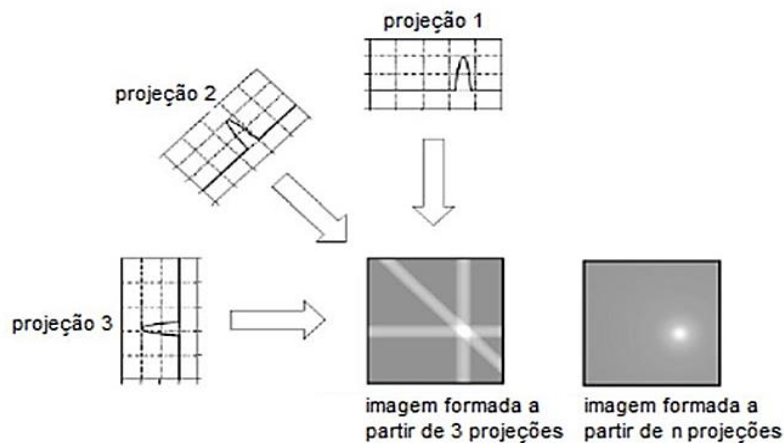 projeção 1
projeção 2
projeção 3
imagem formada a
partir de 3 projeções
imagem formada a
partir de n projeções